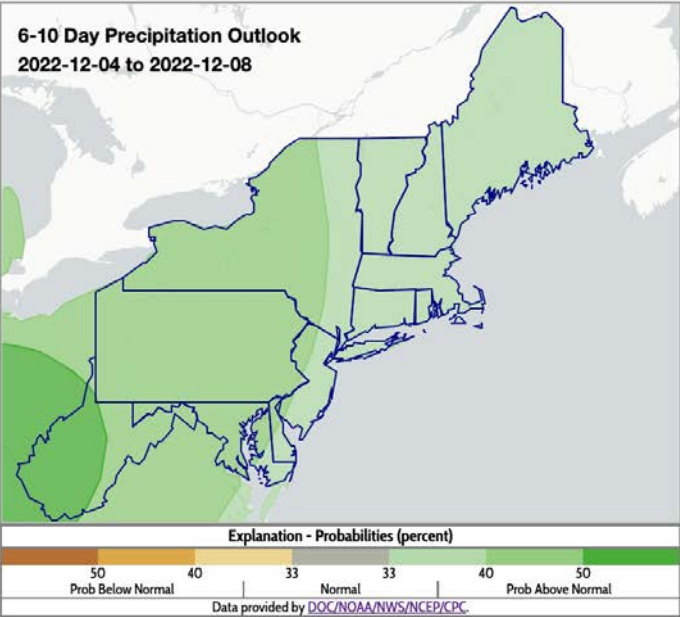 6-10 Day Precipitation Outlook
2022-12-04 to 2022-12-08
Explanation - Probabilities (percent)
50 40 33 33 40 50
Prob Below Normal | Normal | Prob Above Normal
Data provided by DOC/NOAA/NWS/NCEP/CPC.